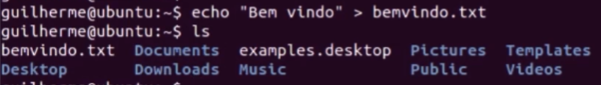 guilherme@ubuntu:~$ echo "Bem vindo" > bemvindo.txt
guilherme@ubuntu:~$ ls
bemvindo.txt Documents examples.desktop Pictures Templates
Desktop Downloads Music Public Videos